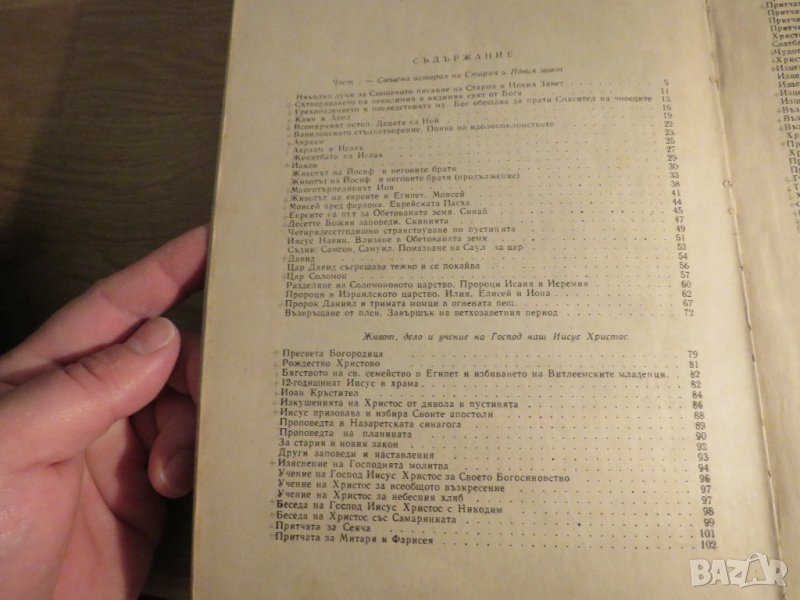 СЪДЪРЖАНИЕ
Част I — Свещена история на Стария и Новия завет
Няколко думи за Свещеното писание на Стария и Новия Завет 5
Сътворяването на невидимия и видимия свят от Бога 11
Грехопадението и последствията му. Бог обещава да прати Спасител на човеците 13
Каин и Авел 16
Всемирният потоп. Децата на Ной 19
Вавилонското стълпотворение. Поява на идолопоклонството 22
Авраам 23
Авраам и Исаак 25
Женитбата на Исаак 27
Иаков 29
Животът на Йосиф и неговите братя 30
Животът на Йосиф и неговите братя (продължение) 33
Многотърпеливият Иов 38
Животът на евреите в Египет. Моисей 41
Моисей пред фараона. Еврейската Пасха 44
Евреите на път за Обетованата земя. Синай 45
Десетте Божии заповеди. Скинията 47
Четиридесетгодишно странствуване по пустинята 49
Иисус Навин. Влизане в Обетованата земя 51
Съдии: Самсон, Самуил. Помазване на Саул за цар 52
Давид 54
Цар Давид съгрешава тежко и се покайва 56
Цар Соломон 57
Разделяне на Соломоновото царство. Пророци Исаия и Иеремия 60
Пророци в Израилското царство. Илия, Елисей и Иона 62
Пророк Даниил и тримата момци в огнената пещ 67
Възвръщане от плен. Завършък на ветхозаветния период 72
Живот, дело и учение на Господ наш Иисус Христос
Пресвета Богородица 79
Рождество Христово 81
Бягството на св. семейство в Египет и избиването на Витлеемските младенци 82
12-годишният Иисус в храма 82
Иоан Кръстител 84
Изкушенията на Христос от дявола в пустинята 86
Иисус призовава и избира Своите апостоли 88
Проповедта в Назаретската синагога 89
Проповедта на планината 90
За стария и новия закон 92
Други заповеди и наставления 93
Изяснение на Господнята молитва 94
Учение на Господ Иисус Христос за Своето Богосиновство 96
Учение на Христос за всеобщото възкресение 97
Учение на Христос за небесния хляб 97
Беседа на Господ Иисус Христос с Никодим 98
Беседа на Христос със Самарянката 99
Притчата за Сеяча 101
Притчата за Митаря и Фарисея 102
BAZAR